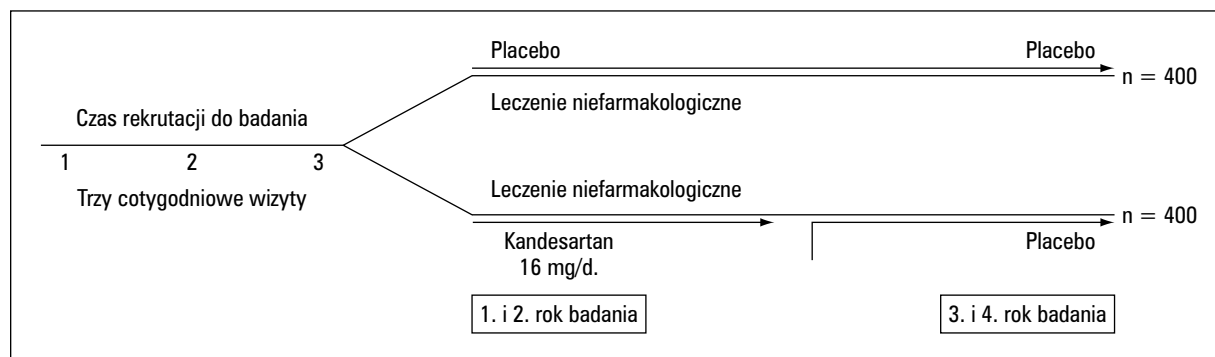 Placebo Placebo
n = 400
Leczenie niefarmakologiczne
Czas rekrutacji do badania
1 2 3
Trzy cotygodniowe wizyty
Leczenie niefarmakologiczne
n = 400
Kandesartan Placebo
16 mg/d.
1. i 2. rok badania 3. i 4. rok badania